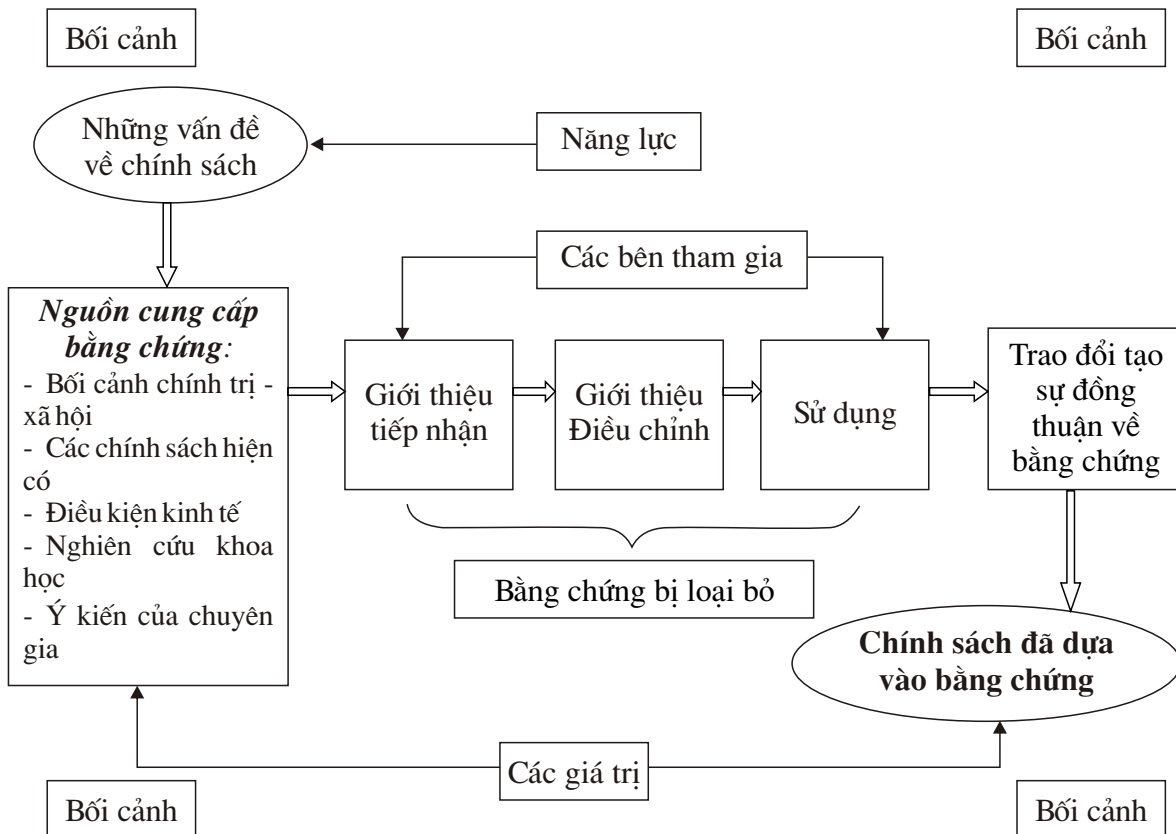 Bối cảnh
Bối cảnh
Những vấn đề
về chính sách
Năng lực
Các bên tham gia
Nguồn cung cấp
bằng chứng:
- Bối cảnh chính trị -
xã hội
- Các chính sách hiện
có
- Điều kiện kinh tế
- Nghiên cứu khoa
học
- Ý kiến của chuyên
gia
Giới thiệu
tiếp nhận
Giới thiệu
Điều chỉnh
Sử dụng
Trao đổi tạo
sự đồng
thuận về
bằng chứng
Bằng chứng bị loại bỏ
Chính sách đã dựa
vào bằng chứng
Các giá trị
Bối cảnh
Bối cảnh